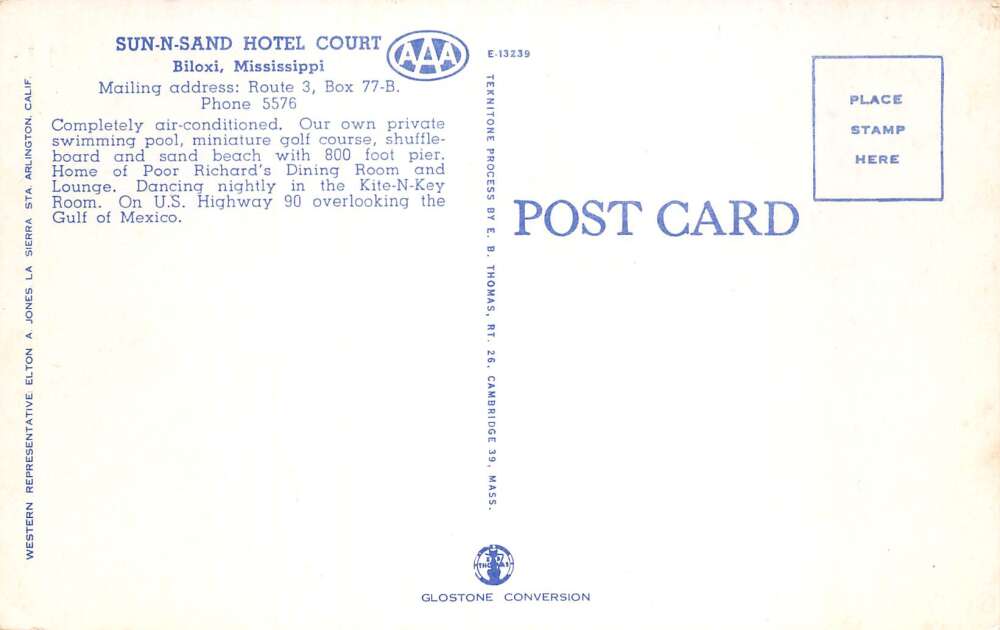 SUN-N-SAND HOTEL COURT
Biloxi, Mississippi
Mailing address: Route 3, Box 77-B.
Phone 5576
Completely air-conditioned. Our own private
swimming pool, miniature golf course, shuffle-
board and sand beach with 800 foot pier.
Home of Poor Richard's Dining Room and
Lounge. Dancing nightly in the Kite-N-Key
Room. On U.S. Highway 90 overlooking the
Gulf of Mexico.
AAA
WESTERN REPRESENTATIVE ELTON A. JONES LA SIERRA STA. ARLINGTON, CALIF.
E-13239
TEKNITONE PROCESS BY E. B. THOMAS, RT. 26, CAMBRIDGE 39, MASS.
PLACE
STAMP
HERE
POST CARD
THOMAS
GLOSTONE CONVERSION